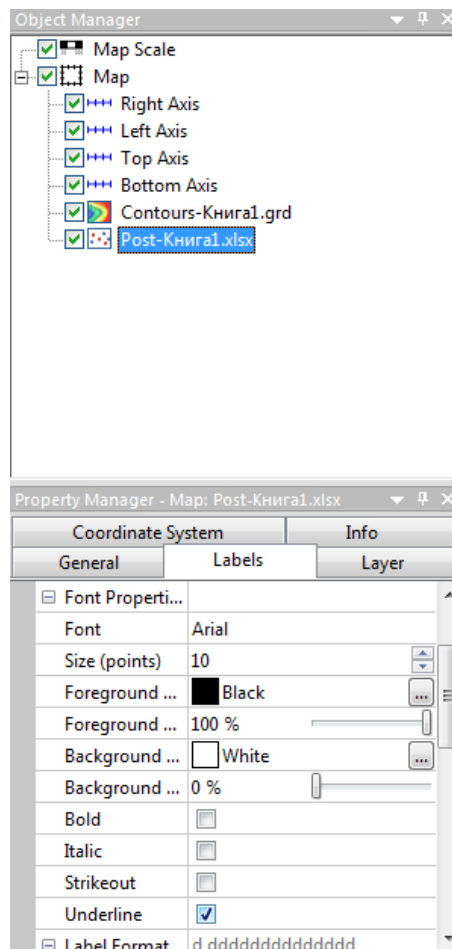 Object Manager
Map Scale
Map
Right Axis
Left Axis
Top Axis
Bottom Axis
Contours-Книга1.grd
Post-Книга1.xlsx
Property Manager - Map: Post-Книга1.xlsx
Coordinate System Info
General Labels Layer
Font Properti...
Font Arial
Size (points) 10
Foreground ... Black
Foreground ... 100 %
Background ... White
Background ... 0 %
Bold
Italic
Strikeout
Underline
Label Format d.dddddddddddddd